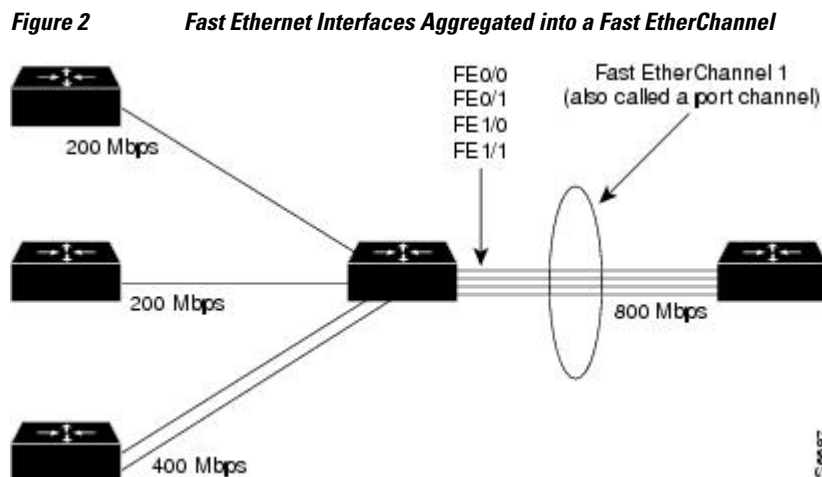 Figure 2 Fast Ethernet Interfaces Aggregated into a Fast EtherChannel
FE0/0
FE0/1
FE1/0
FE1/1
Fast EtherChannel 1
(also called a port channel)
200 Mbps
200 Mbps
800 Mbps
400 Mbps